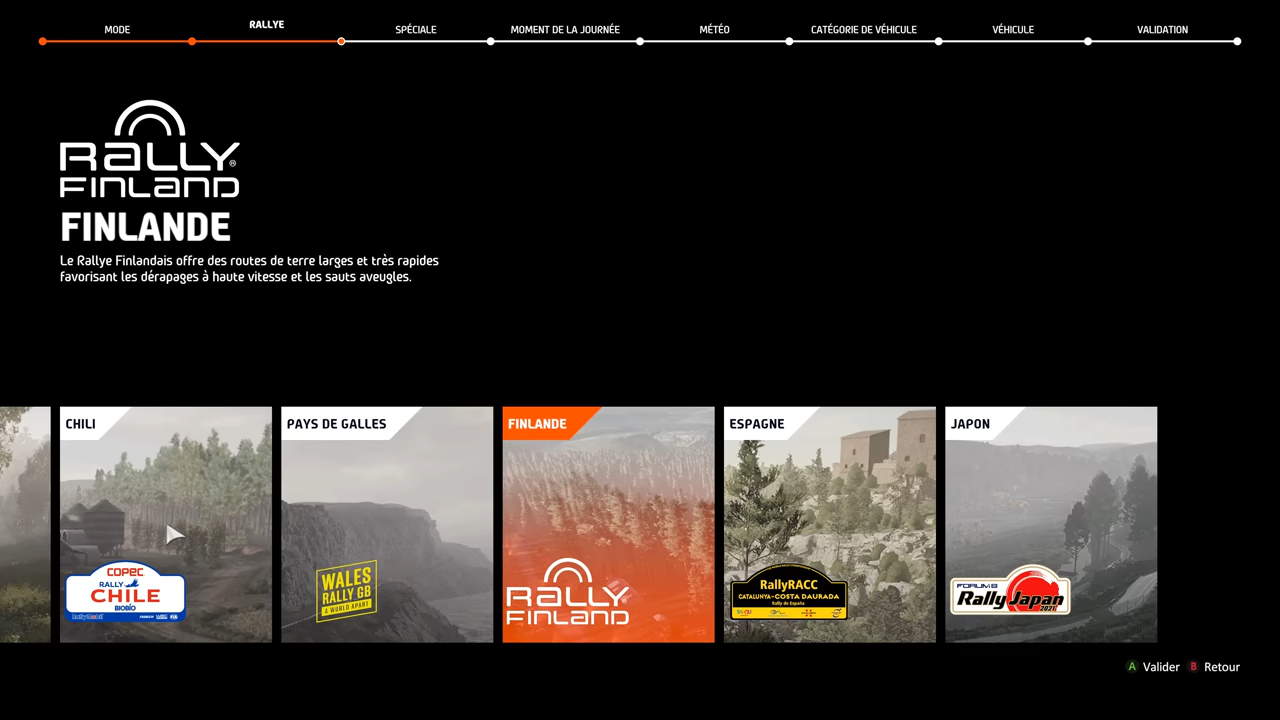 MODE
RALLYE
SPÉCIALE
MOMENT DE LA JOURNÉE
MÉTÉO
CATÉGORIE DE VÉHICULE
VÉHICULE
VALIDATION
RALLY®
FINLAND
FINLANDE
Le Rallye Finlandais offre des routes de terre larges et très rapides
favorisant les dérapages à haute vitesse et les sauts aveugles.
CHILI
COPEC
RALLY
CHILE
BIOBÍO
PAYS DE GALLES
WALES
RALLY GB
A WORLD APART
FINLANDE
RALLY
FINLAND
ESPAGNE
RallyRACC
CATALUNYA-COSTA DAURADA
Rally de España
JAPON
FORUM8
Rally Japan
2021
A Valider B Retour